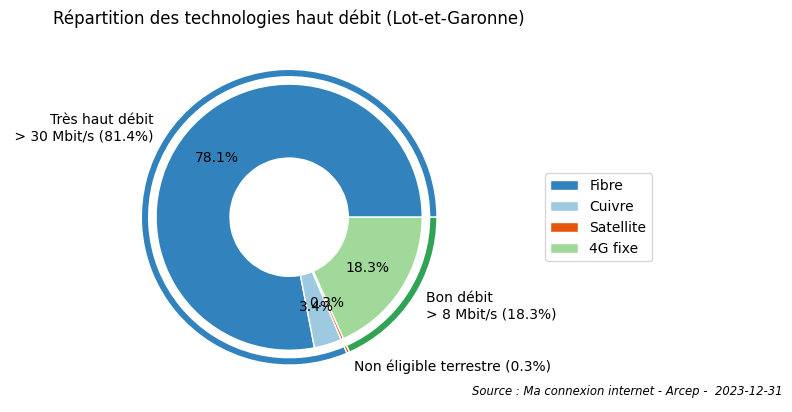 Répartition des technologies haut débit (Lot-et-Garonne)
Très haut débit
> 30 Mbit/s (81.4%)
78.1%
Fibre
Cuivre
Satellite
4G fixe
18.3%
0.3%
3.4%
Bon débit
> 8 Mbit/s (18.3%)
Non éligible terrestre (0.3%)
Source : Ma connexion internet - Arcep - 2023-12-31